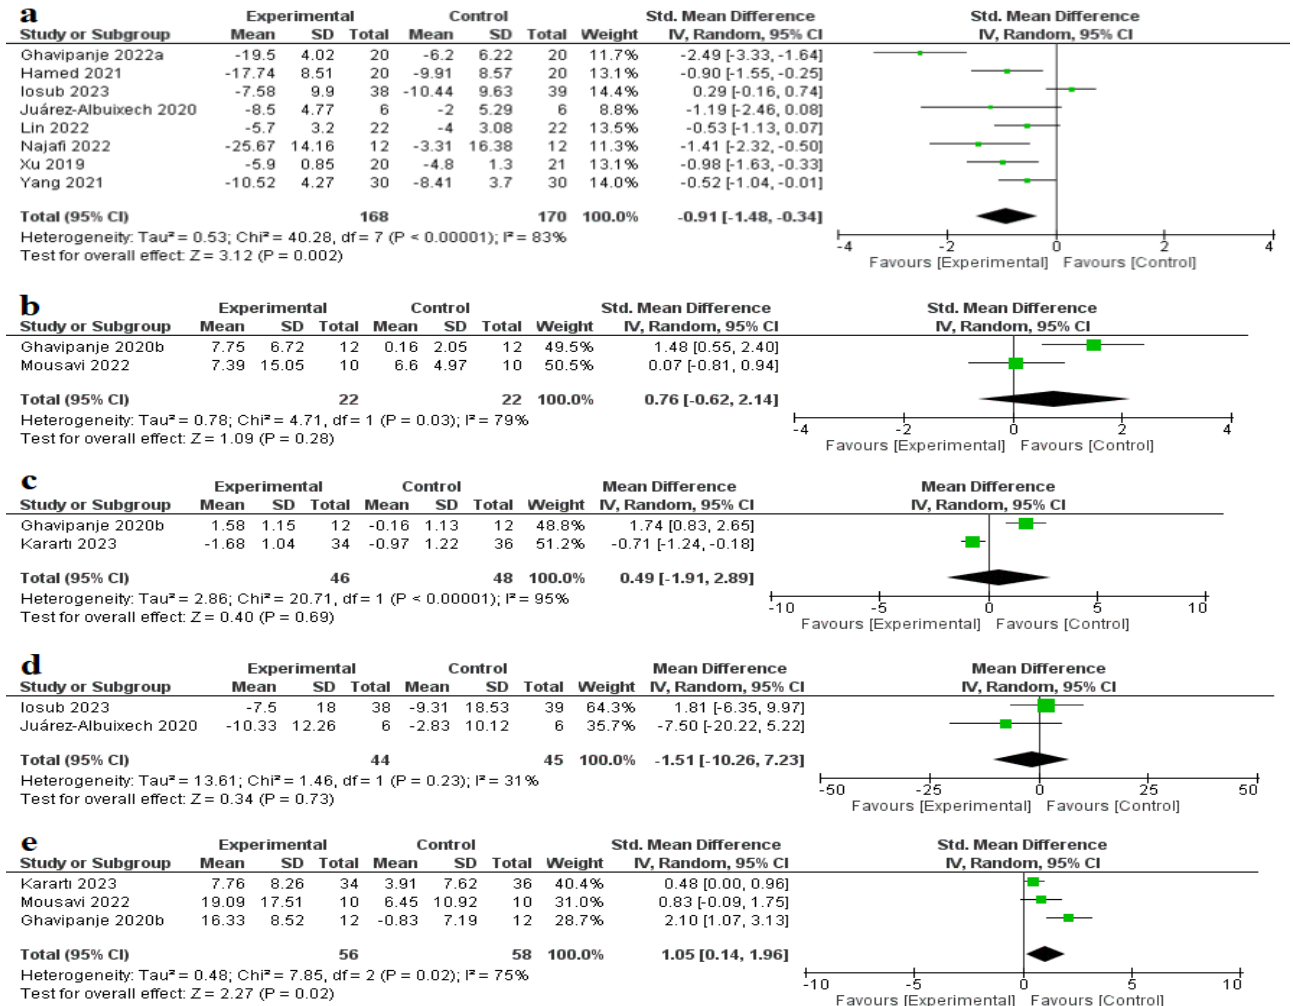 a
Experimental Control Std. Mean Difference Std. Mean Difference
Study or Subgroup Mean SD Total Mean SD Total Weight IV, Random, 95% CI IV, Random, 95% CI
Ghavipanje 2022a -19.5 4.02 20 -6.2 6.22 20 11.7% -2.49 [-3.33, -1.64]
Hamed 2021 -17.74 8.51 20 -9.91 8.57 20 13.1% -0.90 [-1.55, -0.25]
Iosub 2023 -7.58 9.9 38 -10.44 9.63 39 14.4% 0.29 [-0.16, 0.74]
Juárez-Albuixech 2020 -8.5 4.77 6 -2 5.29 6 8.8% -1.19 [-2.46, 0.08]
Lin 2022 -5.7 3.2 22 -4 3.08 22 13.5% -0.53 [-1.13, 0.07]
Najafi 2022 -25.67 14.16 12 -3.31 16.38 12 11.3% -1.41 [-2.32, -0.50]
Xu 2019 -5.9 0.85 20 -4.8 1.3 21 13.1% -0.98 [-1.63, -0.33]
Yang 2021 -10.52 4.27 30 -8.41 3.7 30 14.0% -0.52 [-1.04, -0.01]
Total (95% CI) 168 170 100.0% -0.91 [-1.48, -0.34]
Heterogeneity: Tau² = 0.53; Chi² = 40.28, df = 7 (P < 0.00001); I² = 83%
Test for overall effect: Z = 3.12 (P = 0.002)
-4 -2 0 2 4
Favours [Experimental] Favours [Control]
b
Experimental Control Std. Mean Difference Std. Mean Difference
Study or Subgroup Mean SD Total Mean SD Total Weight IV, Random, 95% CI IV, Random, 95% CI
Ghavipanje 2020b 7.75 6.72 12 0.16 2.05 12 49.5% 1.48 [0.55, 2.40]
Mousavi 2022 7.39 15.05 10 6.6 4.97 10 50.5% 0.07 [-0.81, 0.94]
Total (95% CI) 22 22 100.0% 0.76 [-0.62, 2.14]
Heterogeneity: Tau² = 0.78; Chi² = 4.71, df = 1 (P = 0.03); I² = 79%
Test for overall effect: Z = 1.09 (P = 0.28)
-4 -2 0 2 4
Favours [Experimental] Favours [Control]
c
Experimental Control Mean Difference Mean Difference
Study or Subgroup Mean SD Total Mean SD Total Weight IV, Random, 95% CI IV, Random, 95% CI
Ghavipanje 2020b 1.58 1.15 12 -0.16 1.13 12 48.8% 1.74 [0.83, 2.65]
Karartı 2023 -1.68 1.04 34 -0.97 1.22 36 51.2% -0.71 [-1.24, -0.18]
Total (95% CI) 46 48 100.0% 0.49 [-1.91, 2.89]
Heterogeneity: Tau² = 2.86; Chi² = 20.71, df = 1 (P < 0.00001); I² = 95%
Test for overall effect: Z = 0.40 (P = 0.69)
-10 -5 0 5 10
Favours [Experimental] Favours [Control]
d
Experimental Control Mean Difference Mean Difference
Study or Subgroup Mean SD Total Mean SD Total Weight IV, Random, 95% CI IV, Random, 95% CI
Iosub 2023 -7.5 18 38 -9.31 18.53 39 64.3% 1.81 [-6.35, 9.97]
Juárez-Albuixech 2020 -10.33 12.26 6 -2.83 10.12 6 35.7% -7.50 [-20.22, 5.22]
Total (95% CI) 44 45 100.0% -1.51 [-10.26, 7.23]
Heterogeneity: Tau² = 13.61; Chi² = 1.46, df = 1 (P = 0.23); I² = 31%
Test for overall effect: Z = 0.34 (P = 0.73)
-50 -25 0 25 50
Favours [Experimental] Favours [Control]
e
Experimental Control Std. Mean Difference Std. Mean Difference
Study or Subgroup Mean SD Total Mean SD Total Weight IV, Random, 95% CI IV, Random, 95% CI
Karartı 2023 7.76 8.26 34 3.91 7.62 36 40.4% 0.48 [0.00, 0.96]
Mousavi 2022 19.09 17.51 10 6.45 10.92 10 31.0% 0.83 [-0.09, 1.75]
Ghavipanje 2020b 16.33 8.52 12 -0.83 7.19 12 28.7% 2.10 [1.07, 3.13]
Total (95% CI) 56 58 100.0% 1.05 [0.14, 1.96]
Heterogeneity: Tau² = 0.48; Chi² = 7.85, df = 2 (P = 0.02); I² = 75%
Test for overall effect: Z = 2.27 (P = 0.02)
-10 -5 0 5 10
Favours [Experimental] Favours [Control]